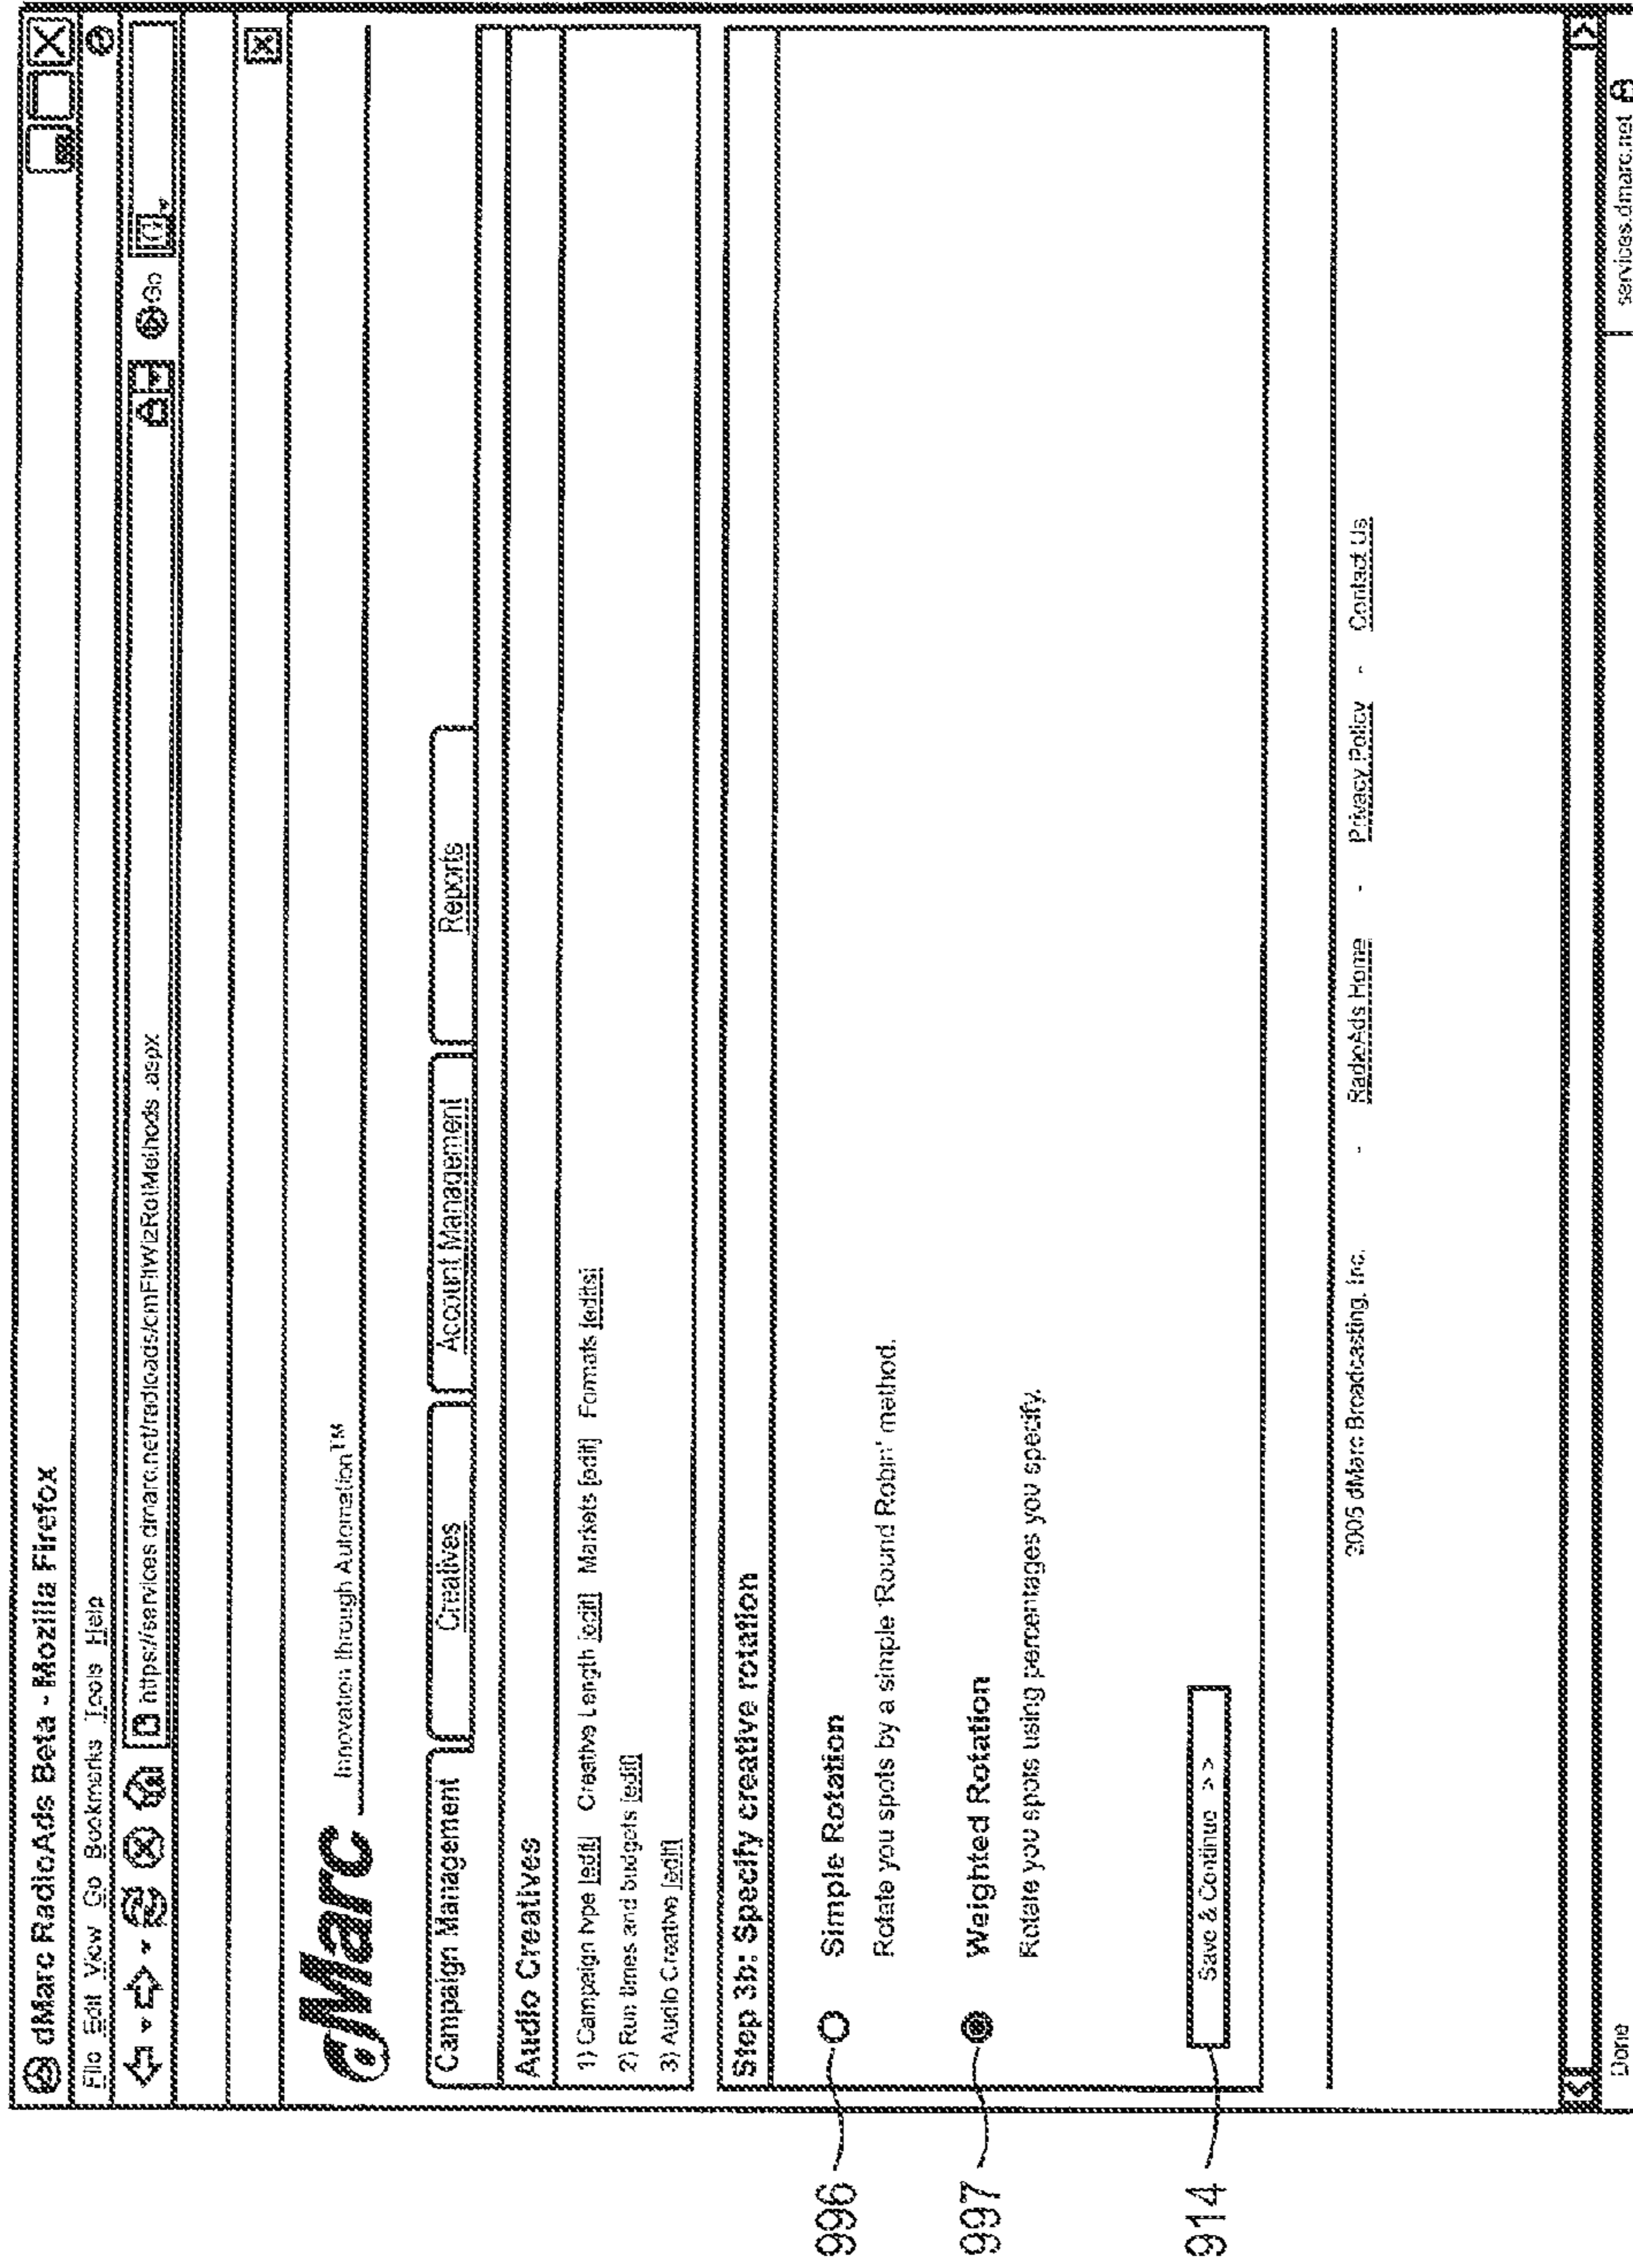 dMarc RadioAds Beta - Mozilla Firefox
File Edit View Go Bookmarks Tools Help
https://services.dmarc.net/radioads/cmFltWizRotMethods.aspx Go
dMarc Innovation through Automation™
Campaign Management Creatives Account Management Reports
Audio Creatives
1) Campaign type [edit] Creative Length [edit] Markets [edit] Formats [edits]
2) Run times and budgets [edit]
3) Audio Creative [edit]
Step 3b: Specify creative rotation
996 Simple Rotation
Rotate you spots by a simple 'Round Robin' method.
997 Weighted Rotation
Rotate you spots using percentages you specify.
914 Save & Continue >>
2005 dMarc Broadcasting, Inc. - RadioAds Home - Privacy Policy - Contact Us
Done services.dmarc.net